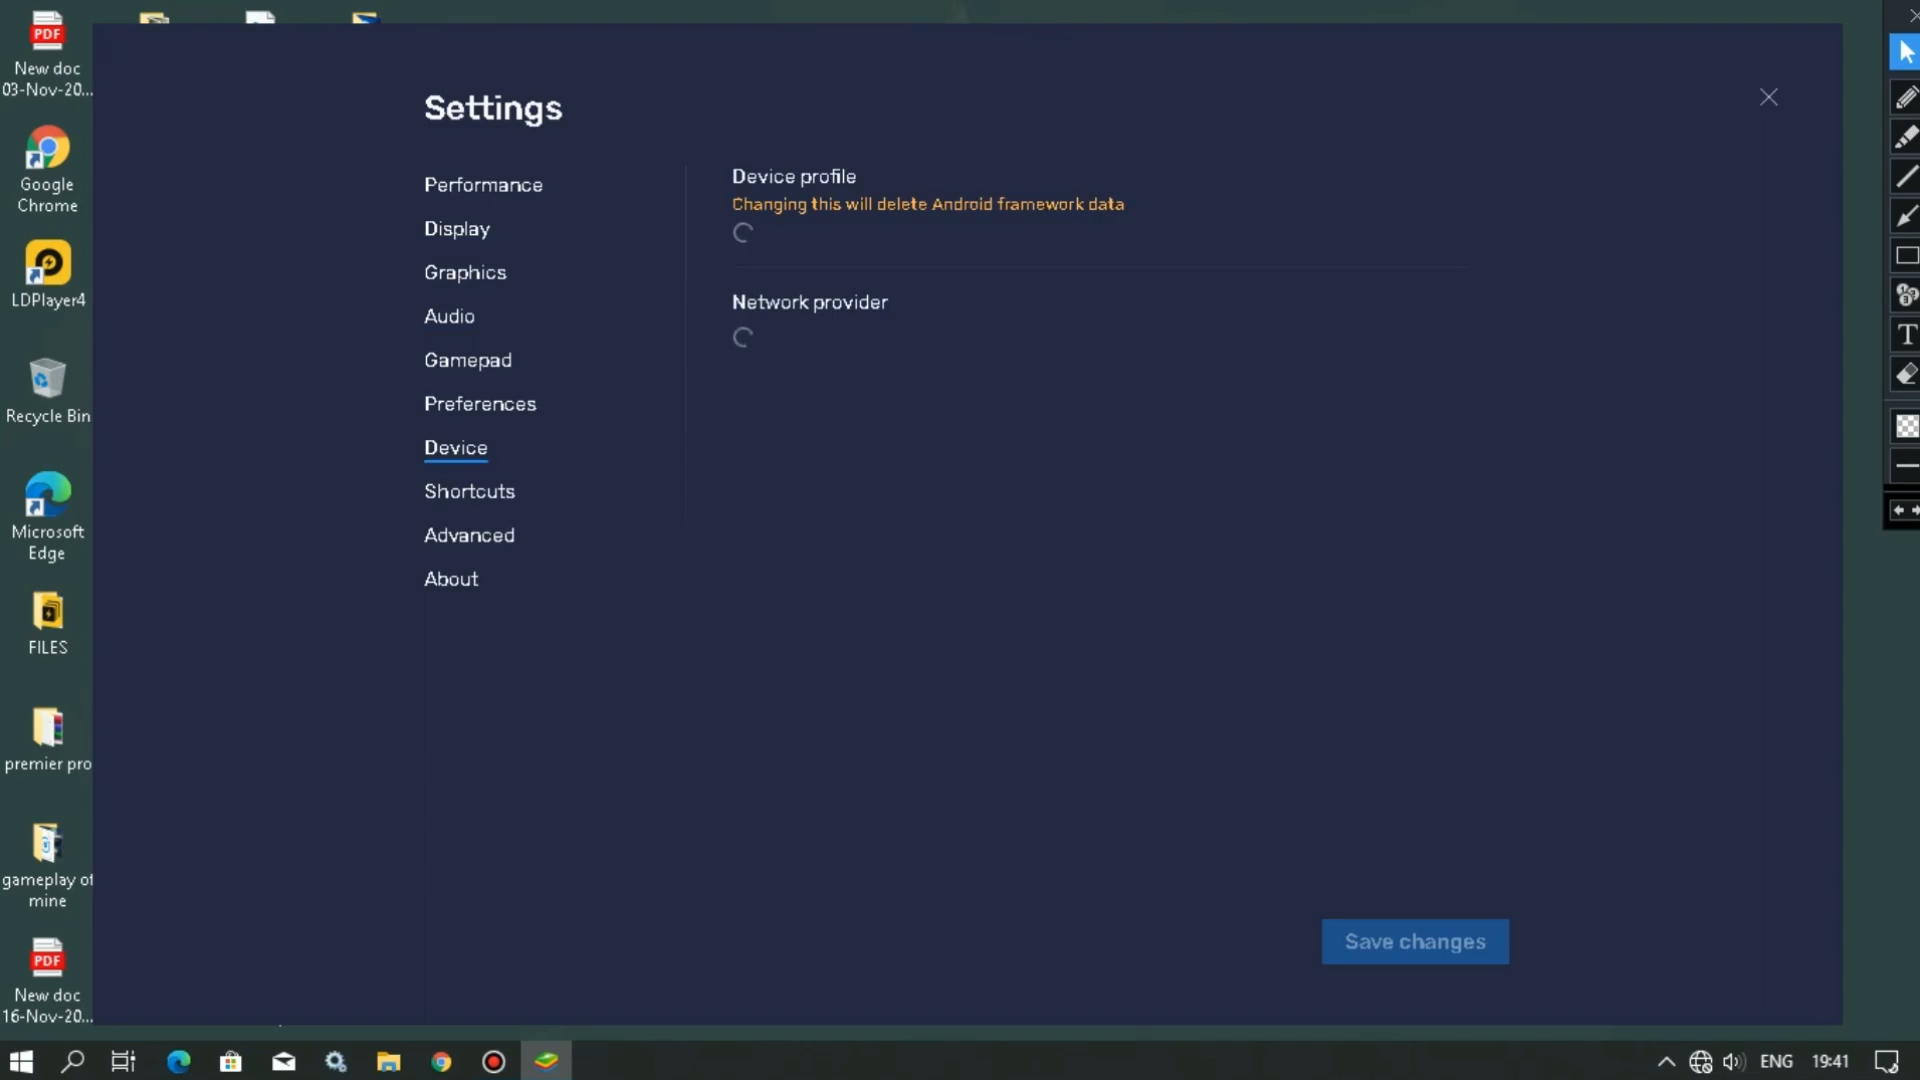 PDF
New doc
03-Nov-20...
Google
Chrome
LDPlayer4
Recycle Bin
Microsoft
Edge
FILES
premier pro
gameplay of
mine
PDF
New doc
16-Nov-20...
Settings
Performance
Display
Graphics
Audio
Gamepad
Preferences
Device
Shortcuts
Advanced
About
Device profile
Changing this will delete Android framework data
Network provider
Save changes
T
ENG
19:41